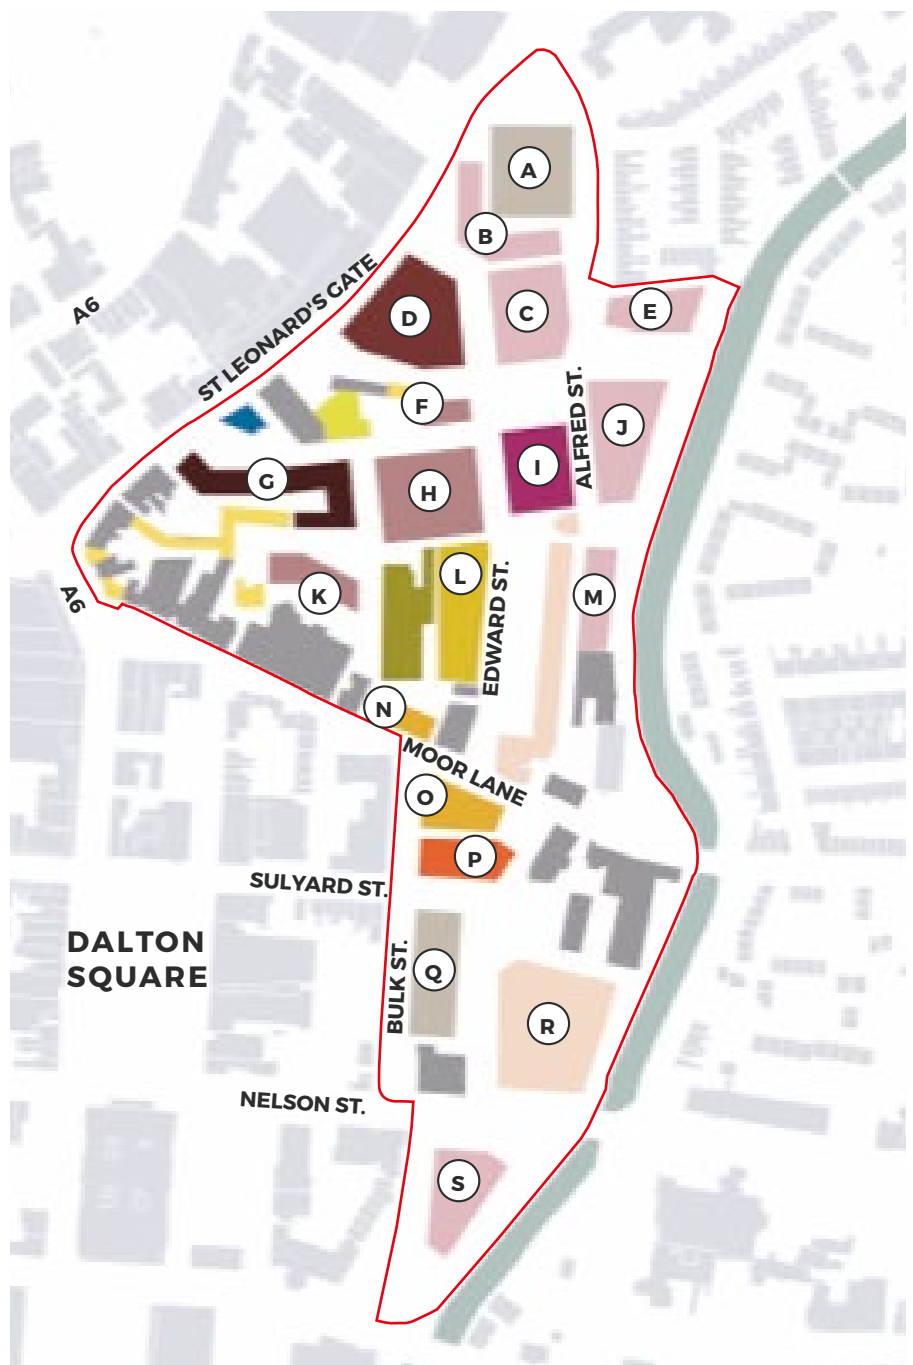 A
B
ST LEONARD'S GATE
A6
D
C
E
F
ALFRED ST.
J
G
H
I
A6
K
L
EDWARD ST.
M
N
MOOR LANE
O
P
SULYARD ST.
DALTON
SQUARE
BULK ST.
Q
R
NELSON ST.
S